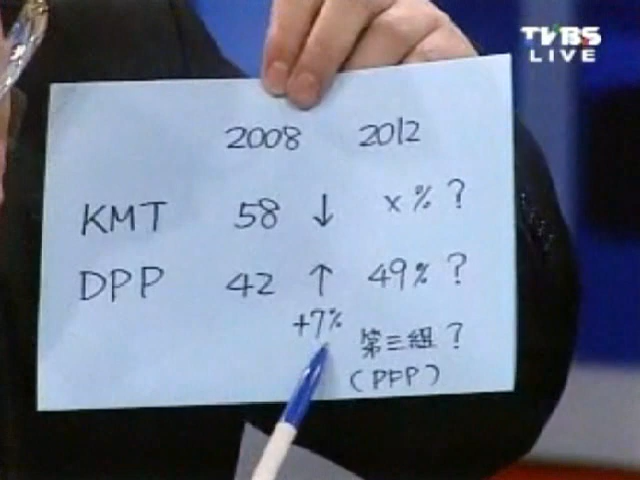 TVBS
LIVE
2008 2012
KMT 58 ↓ x% ?
DPP 42 ↑ 49% ?
+7%
第三組 ?
(PFP)